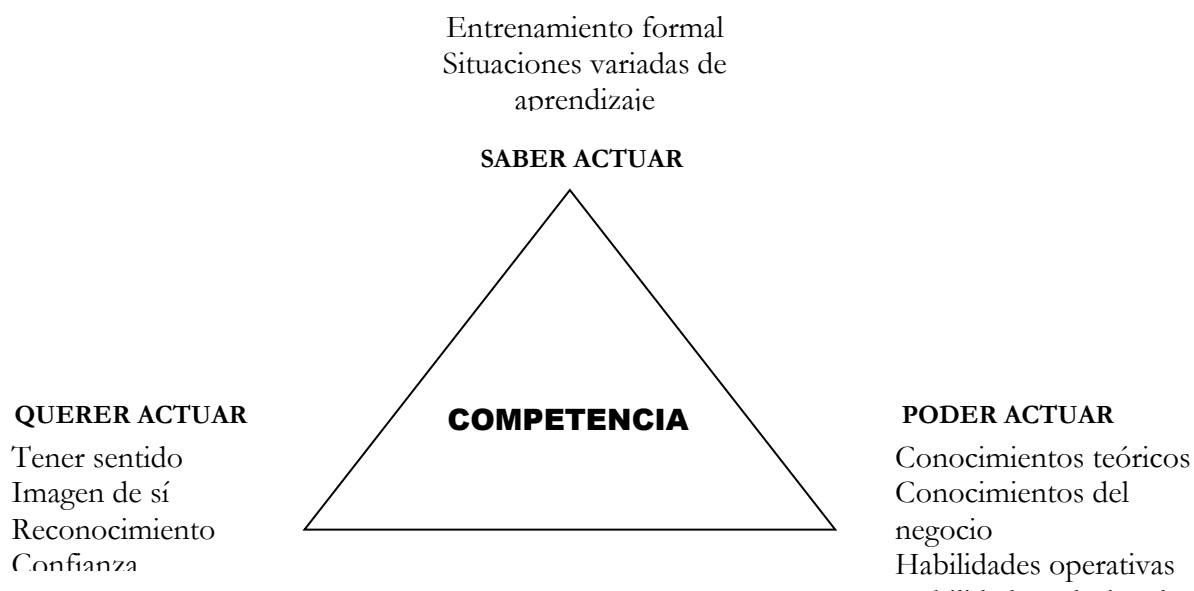 Entrenamiento formal
Situaciones variadas de
aprendizaje
SABER ACTUAR
COMPETENCIA
QUERER ACTUAR
Tener sentido
Imagen de sí
Reconocimiento
Confianza
PODER ACTUAR
Conocimientos teóricos
Conocimientos del
negocio
Habilidades operativas